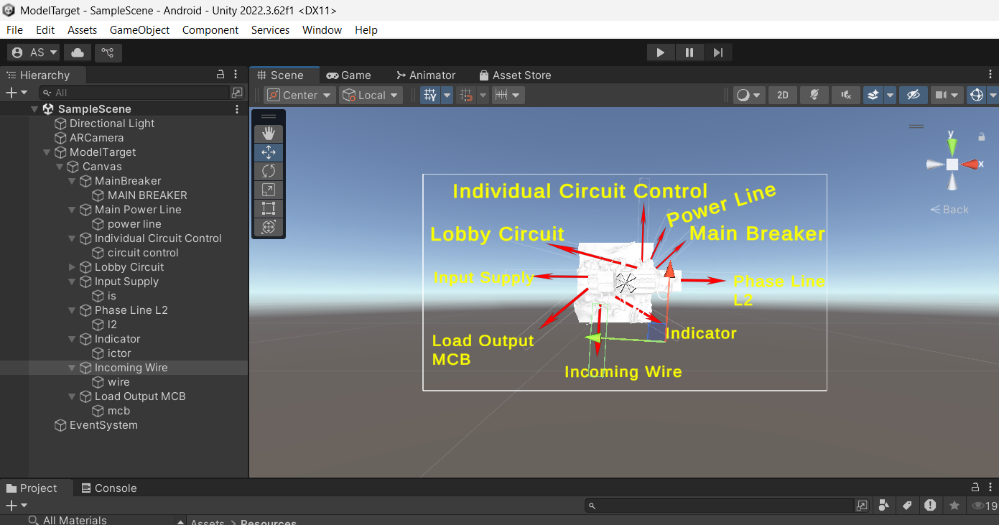 ModelTarget - SampleScene - Android - Unity 2022.3.62f1 <DX11>
File Edit Assets GameObject Component Services Window Help
AS
Hierarchy
All
SampleScene
Directional Light
ARCamera
ModelTarget
Canvas
MainBreaker
MAIN BREAKER
Main Power Line
power line
Individual Circuit Control
circuit control
Lobby Circuit
Input Supply
is
Phase Line L2
l2
Indicator
ictor
Incoming Wire
wire
Load Output MCB
mcb
EventSystem
Scene Game Animator Asset Store
Center Local 2D
y
x
Back
Individual Circuit Control
Power Line
Lobby Circuit
Main Breaker
Input Supply
Phase Line
L2
Load Output
MCB
Indicator
Incoming Wire
Project Console
19
All Materials
Assets > Resources